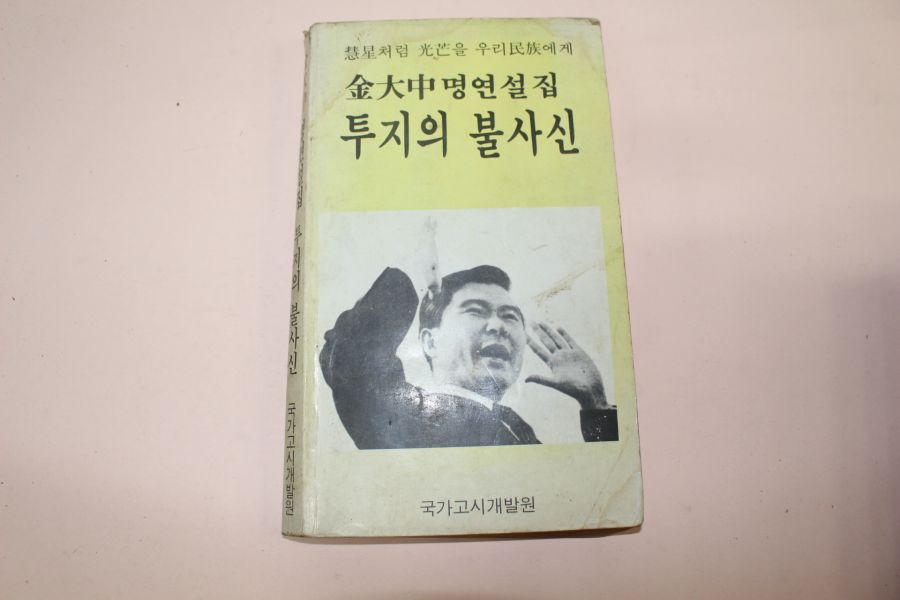 慧星처럼 光芒을 우리民族에게
金大中 명연설집
투지의 불사신
국가고시개발원
투지의 불사신
국가고시개발원